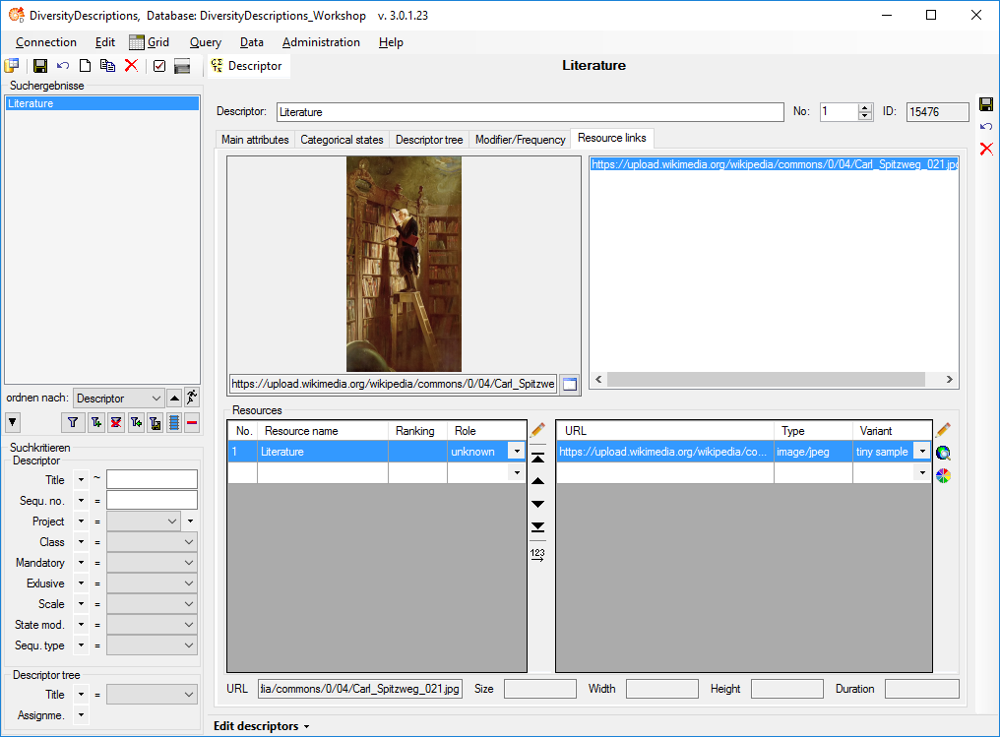 DiversityDescriptions, Database: DiversityDescriptions_Workshop v. 3.0.1.23
Connection Edit Grid Query Data Administration Help
Descriptor
Literature
Suchergebnisse
Literature
Descriptor: Literature No: 1 ID: 15476
Main attributes Categorical states Descriptor tree Modifier/Frequency Resource links
https://upload.wikimedia.org/wikipedia/commons/0/04/Carl_Spitzweg_021.jpg
https://upload.wikimedia.org/wikipedia/commons/0/04/Carl_Spitzwe
ordnen nach: Descriptor
Resources
No. Resource name Ranking Role
1 Literature unknown
URL Type Variant
https://upload.wikimedia.org/wikipedia/co... image/jpeg tiny sample
123
Suchkritieren
Descriptor
Title ~
Sequ. no. =
Project =
Class =
Mandatory =
Exlusive =
Scale =
State mod. =
Sequ. type =
Descriptor tree
Title =
Assignme.
URL dia/commons/0/04/Carl_Spitzweg_021.jpg Size Width Height Duration
Edit descriptors